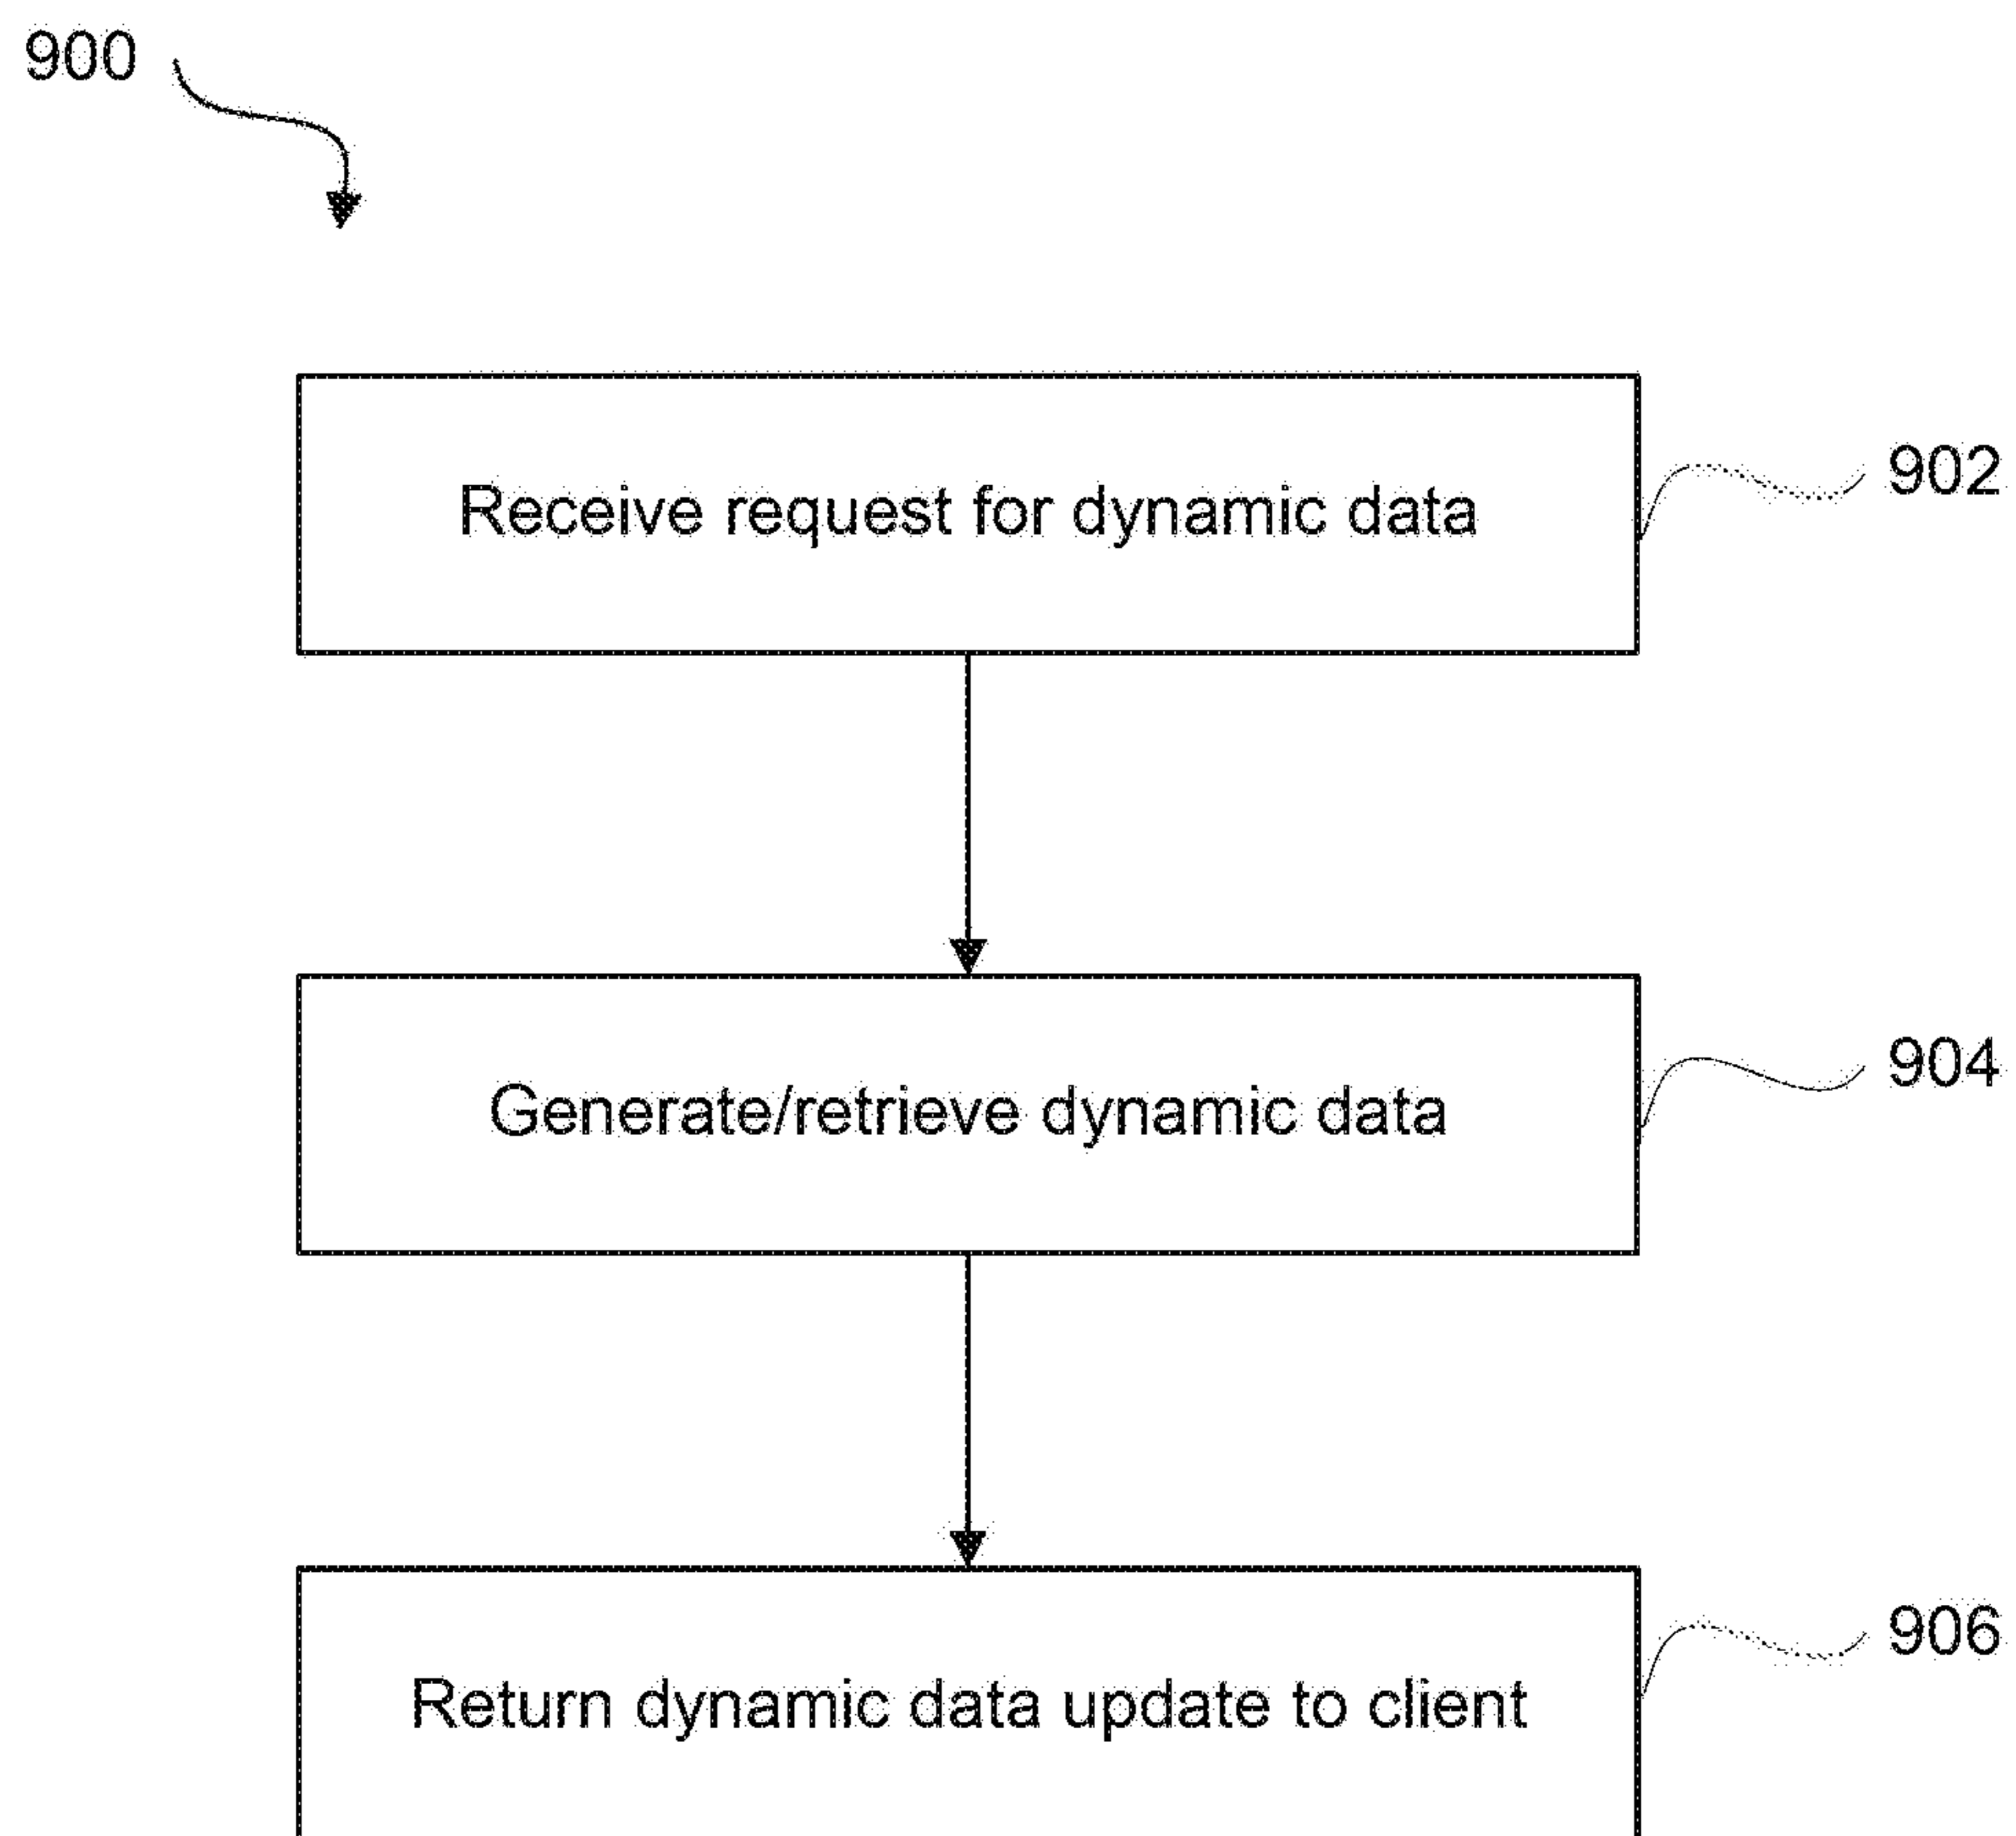 900
Receive request for dynamic data
902
Generate/retrieve dynamic data
904
Return dynamic data update to client
906